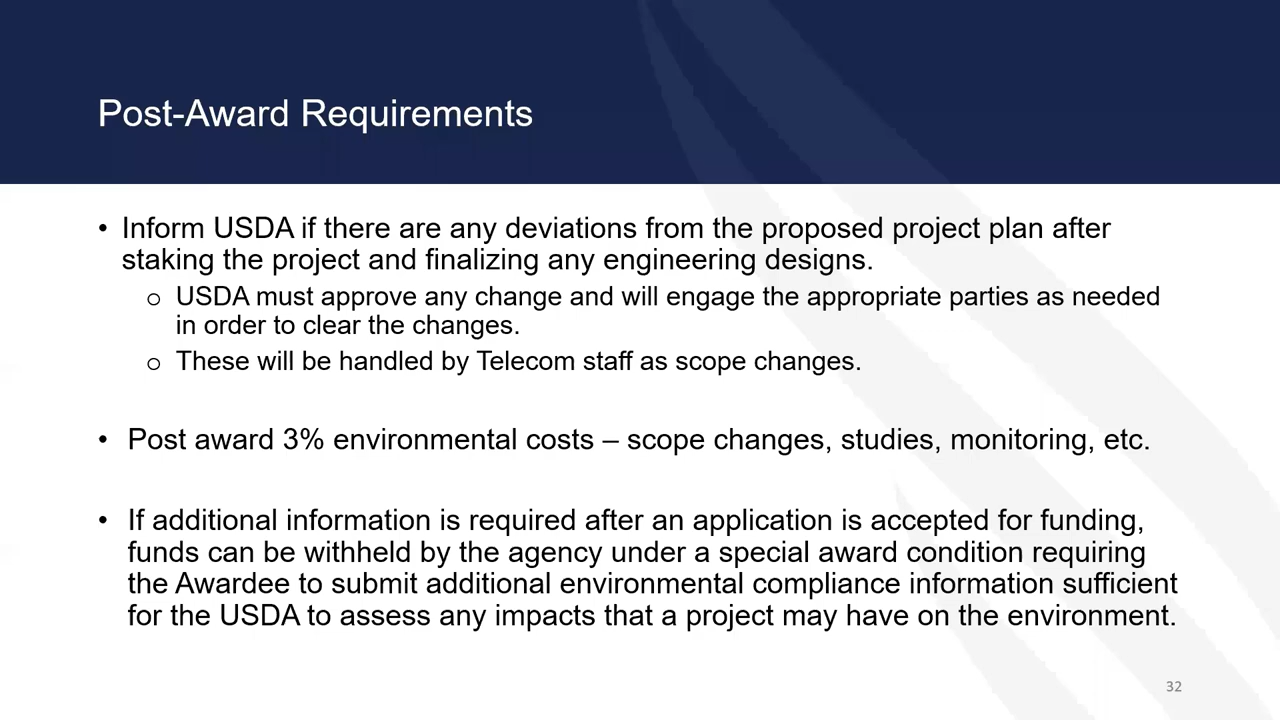 Post-Award Requirements
• Inform USDA if there are any deviations from the proposed project plan after
staking the project and finalizing any engineering designs.
o USDA must approve any change and will engage the appropriate parties as needed
in order to clear the changes.
o These will be handled by Telecom staff as scope changes.
• Post award 3% environmental costs – scope changes, studies, monitoring, etc.
• If additional information is required after an application is accepted for funding,
funds can be withheld by the agency under a special award condition requiring
the Awardee to submit additional environmental compliance information sufficient
for the USDA to assess any impacts that a project may have on the environment.
32